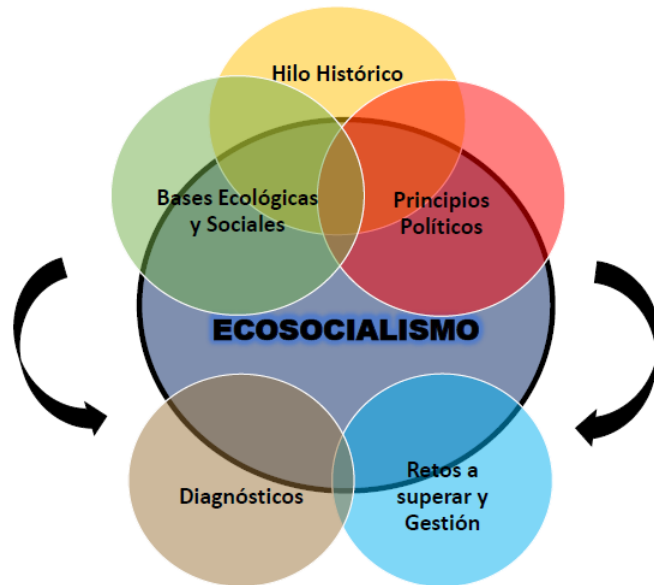 Hilo Histórico
Bases Ecológicas
y Sociales
Principios
Políticos
ECOSOCIALISMO
Diagnósticos
Retos a
superar y
Gestión